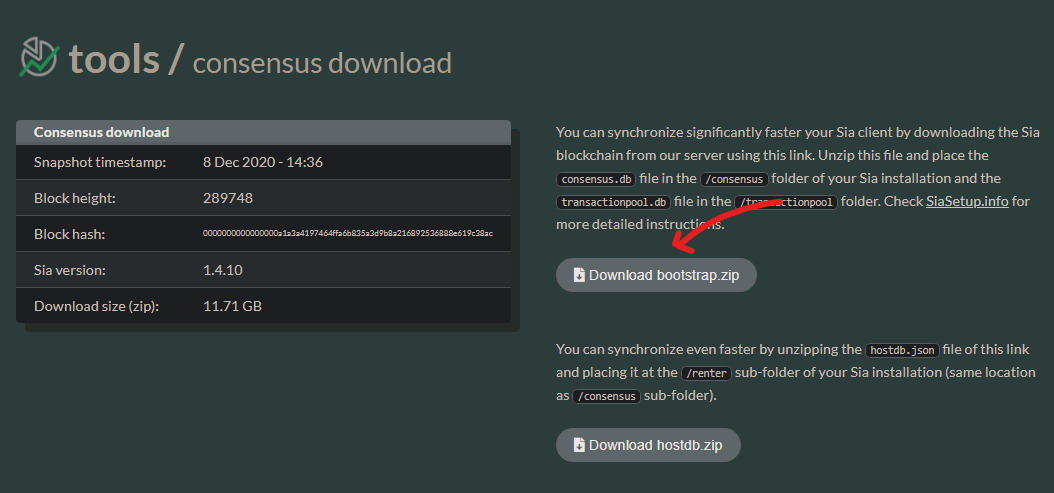 tools / consensus download
Consensus download
Snapshot timestamp: 8 Dec 2020 - 14:36
Block height: 289748
Block hash: 0000000000000000a1a3a4197464ffa6b835a3d9b8a216892536888e619c38ac
Sia version: 1.4.10
Download size (zip): 11.71 GB
You can synchronize significantly faster your Sia client by downloading the Sia
blockchain from our server using this link. Unzip this file and place the
consensus.db file in the /consensus folder of your Sia installation and the
transactionpool.db file in the /transactionpool folder. Check SiaSetup.info for
more detailed instructions.
Download bootstrap.zip
You can synchronize even faster by unzipping the hostdb.json file of this link
and placing it at the /renter sub-folder of your Sia installation (same location
as /consensus sub-folder).
Download hostdb.zip